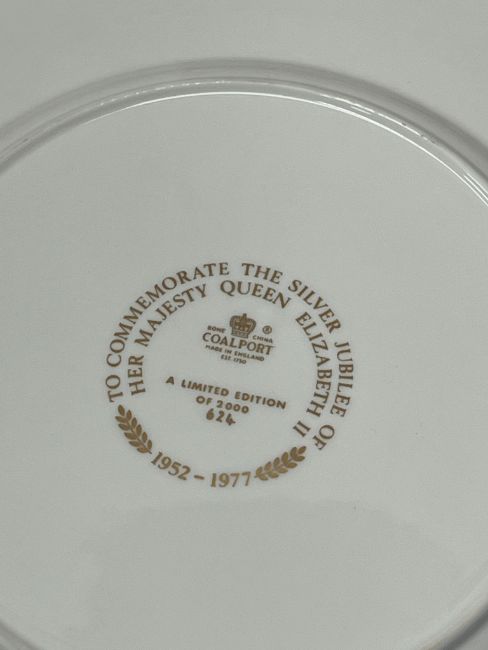 TO COMMEMORATE THE SILVER JUBILEE OF
HER MAJESTY QUEEN ELIZABETH II
BONE CHINA ®
COALPORT
MADE IN ENGLAND
EST. 1750
A LIMITED EDITION
OF 2000
624
1952 – 1977